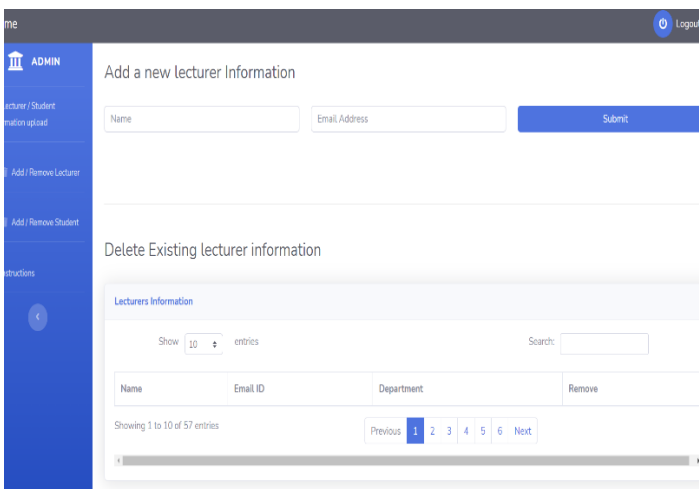 me
Logout
ADMIN
Add a new lecturer Information
ecturer / Student
mation upload
Name
Email Address
Submit
Add / Remove Lecturer
Add / Remove Student
Delete Existing lecturer information
nstructions
Lecturers Information
Show 10 entries
Search:
Name Email ID Department Remove
Showing 1 to 10 of 57 entries
Previous 1 2 3 4 5 6 Next